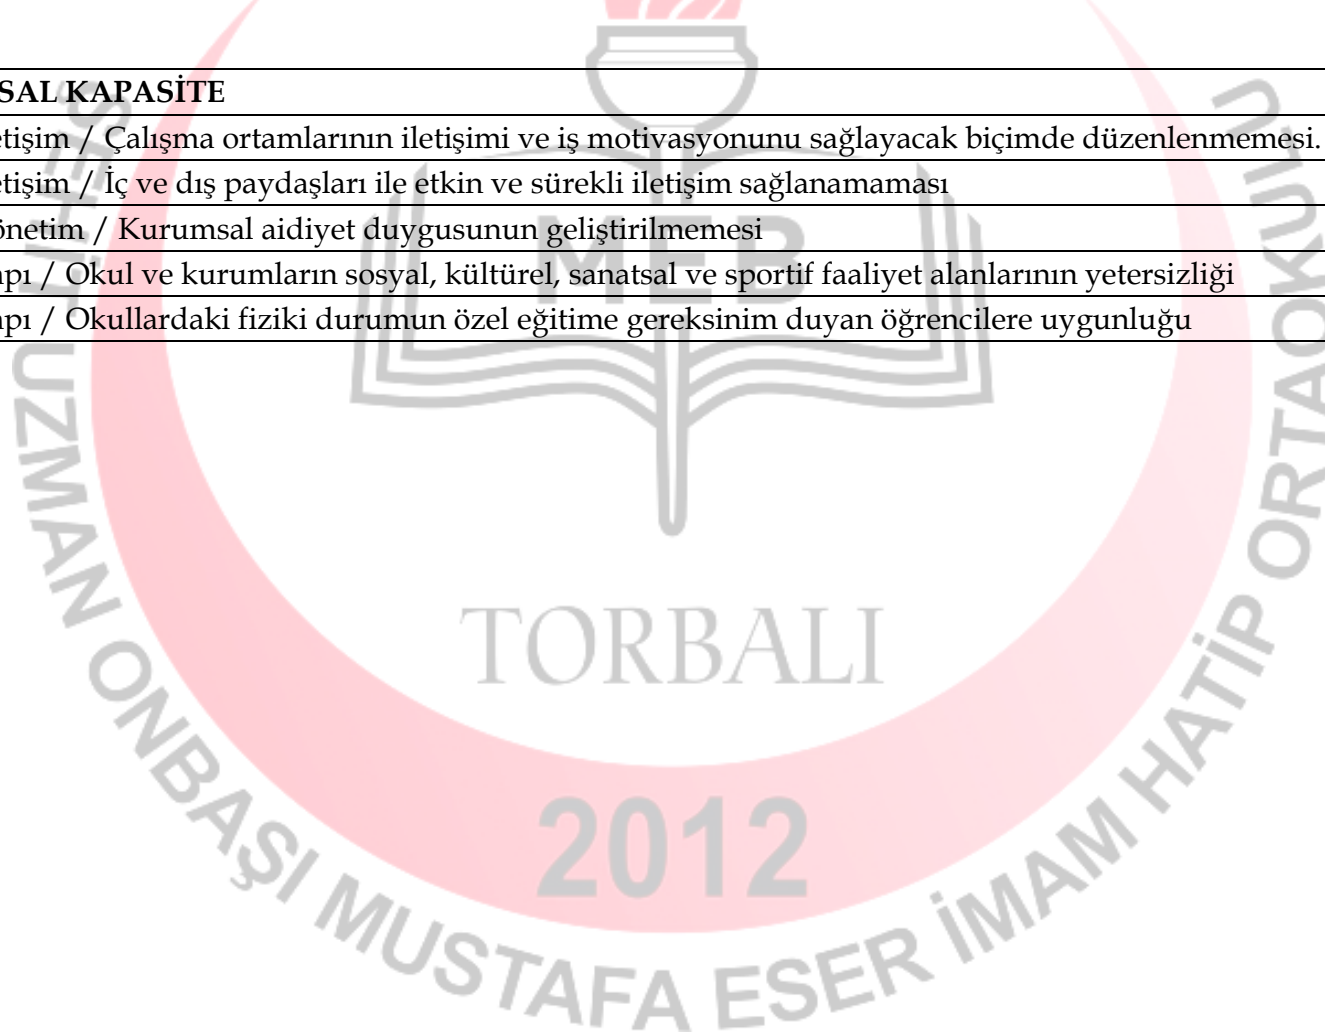 SAL KAPASİTE
etişim / Çalışma ortamlarının iletişimi ve iş motivasyonunu sağlayacak biçimde düzenlenmemesi.
etişim / İç ve dış paydaşları ile etkin ve sürekli iletişim sağlanamaması
önetim / Kurumsal aidiyet duygusunun geliştirilmemesi
apı / Okul ve kurumların sosyal, kültürel, sanatsal ve sportif faaliyet alanlarının yetersizliği
apı / Okullardaki fiziki durumun özel eğitime gereksinim duyan öğrencilere uygunluğu
MEB
TORBALI
2012
UZMAN ONBAŞI MUSTAFA ESER İMAM HATİP ORTAOKULU